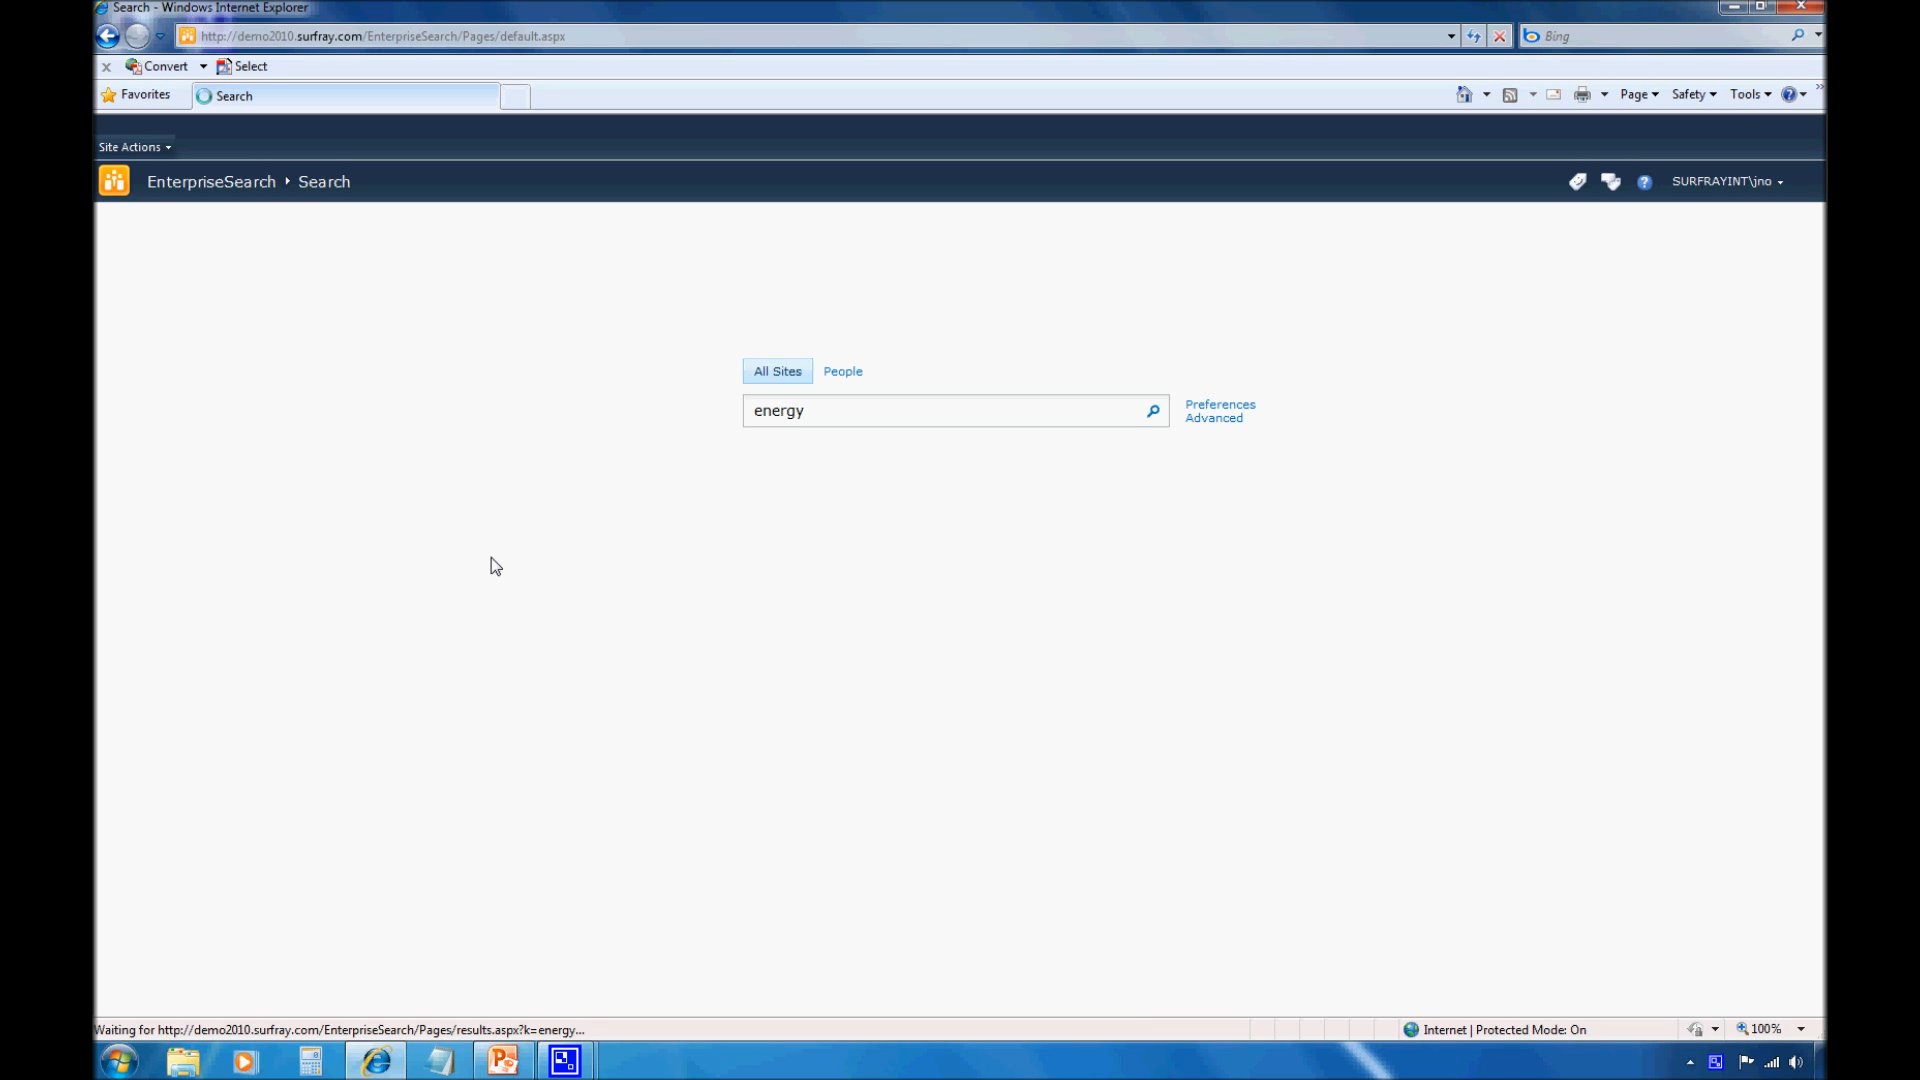 Search - Windows Internet Explorer
http://demo2010.surfray.com/EnterpriseSearch/Pages/default.aspx
Bing
x Convert Select
Favorites Search Page Safety Tools
Site Actions
EnterpriseSearch Search SURFRAYINT\jno
All Sites People
energy
Preferences
Advanced
Waiting for http://demo2010.surfray.com/EnterpriseSearch/Pages/results.aspx?k=energy...
Internet | Protected Mode: On
100%